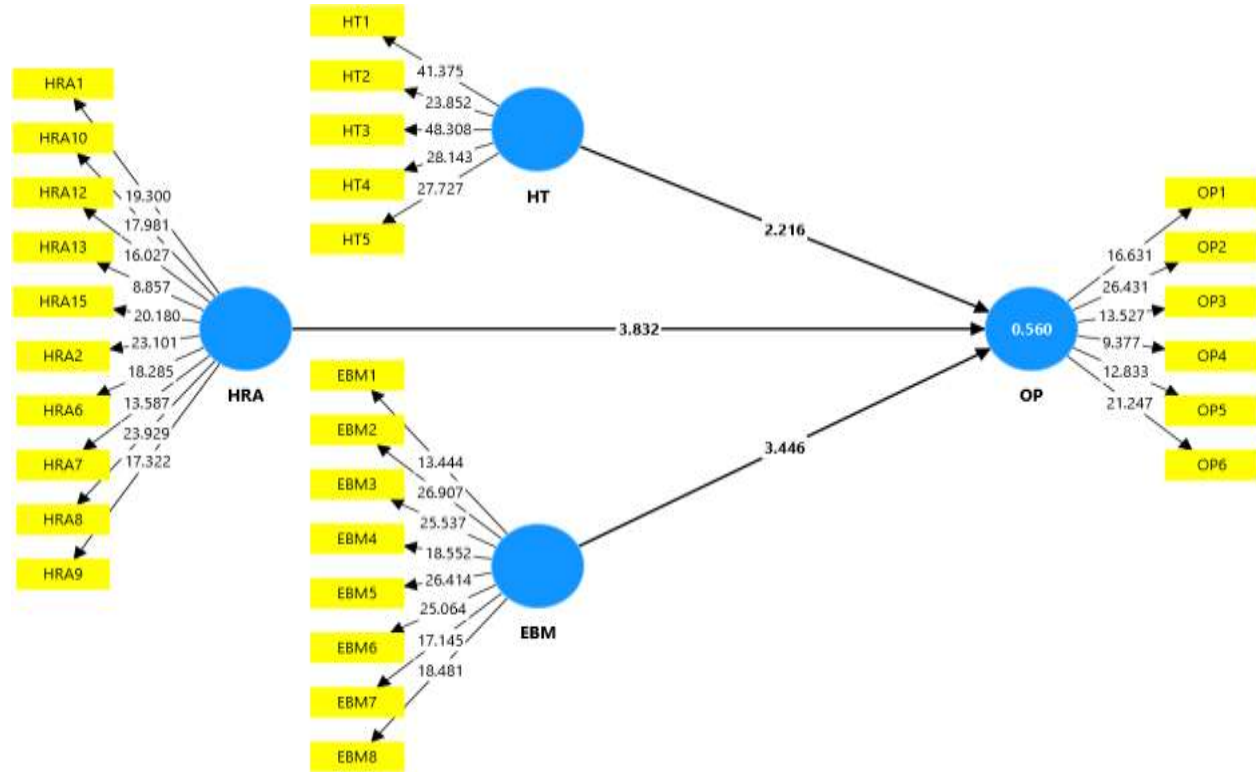 HRA1
HRA10
HRA12
HRA13
HRA15
HRA2
HRA6
HRA7
HRA8
HRA9
19.300
17.981
16.027
8.857
20.180
23.101
18.285
13.587
23.929
17.322
HRA
HT1
HT2
HT3
HT4
HT5
41.375
23.852
48.308
28.143
27.727
HT
EBM1
EBM2
EBM3
EBM4
EBM5
EBM6
EBM7
EBM8
13.444
26.907
25.537
18.552
26.414
25.064
17.145
18.481
EBM
2.216
3.832
3.446
0.560
OP
16.631
26.431
13.527
9.377
12.833
21.247
OP1
OP2
OP3
OP4
OP5
OP6